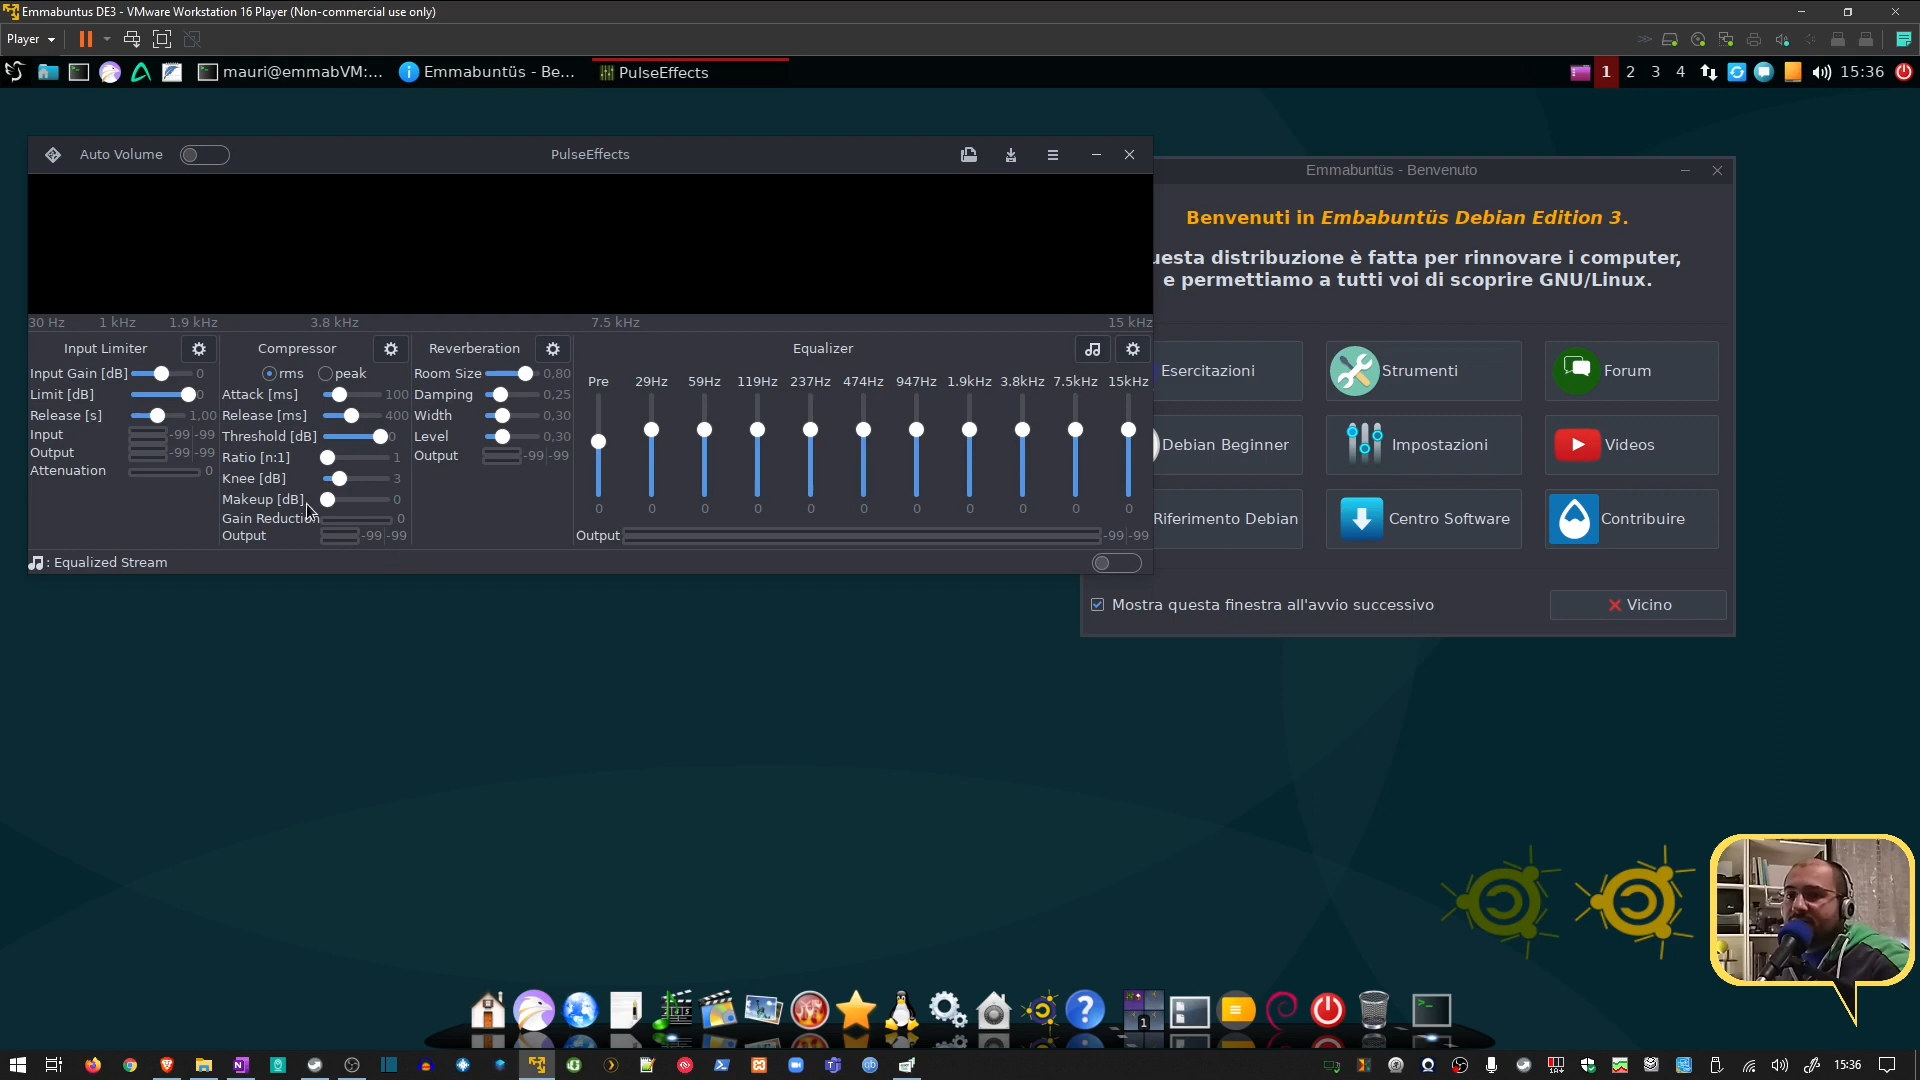 Emmabuntus DE3 - VMware Workstation 16 Player (Non-commercial use only)
Player
mauri@emmabVM:...
Emmabuntüs - Be...
PulseEffects
1 2 3 4
15:36
Auto Volume
PulseEffects
30 Hz 1 kHz 1.9 kHz 3.8 kHz 7.5 kHz 15 kHz
Input Limiter
Input Gain [dB] 0
Limit [dB] 0
Release [s] 1,00
Input -99 -99
Output -99 -99
Attenuation 0
Compressor
rms peak
Attack [ms] 100
Release [ms] 400
Threshold [dB] 0
Ratio [n:1] 1
Knee [dB] 3
Makeup [dB] 0
Gain Reduction 0
Output -99 -99
Reverberation
Room Size 0,80
Damping 0,25
Width 0,30
Level 0,30
Output -99 -99
Equalizer
Pre 29Hz 59Hz 119Hz 237Hz 474Hz 947Hz 1.9kHz 3.8kHz 7.5kHz 15kHz
0 0 0 0 0 0 0 0 0 0 0
Output -99 -99
: Equalized Stream
Emmabuntüs - Benvenuto
Benvenuti in Embabuntüs Debian Edition 3.
uesta distribuzione è fatta per rinnovare i computer,
e permettiamo a tutti voi di scoprire GNU/Linux.
Esercitazioni Strumenti Forum
Debian Beginner Impostazioni Videos
Riferimento Debian Centro Software Contribuire
Mostra questa finestra all'avvio successivo
Vicino
1
15:36